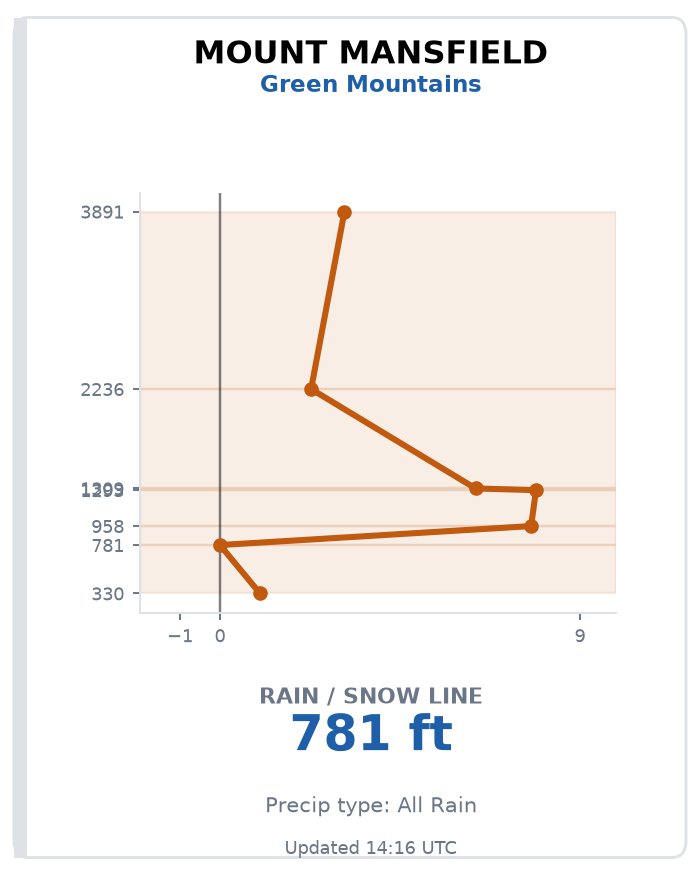 MOUNT MANSFIELD
Green Mountains
3891
2236
958
781
330
−1 0 9
RAIN / SNOW LINE
781 ft
Precip type: All Rain
Updated 14:16 UTC